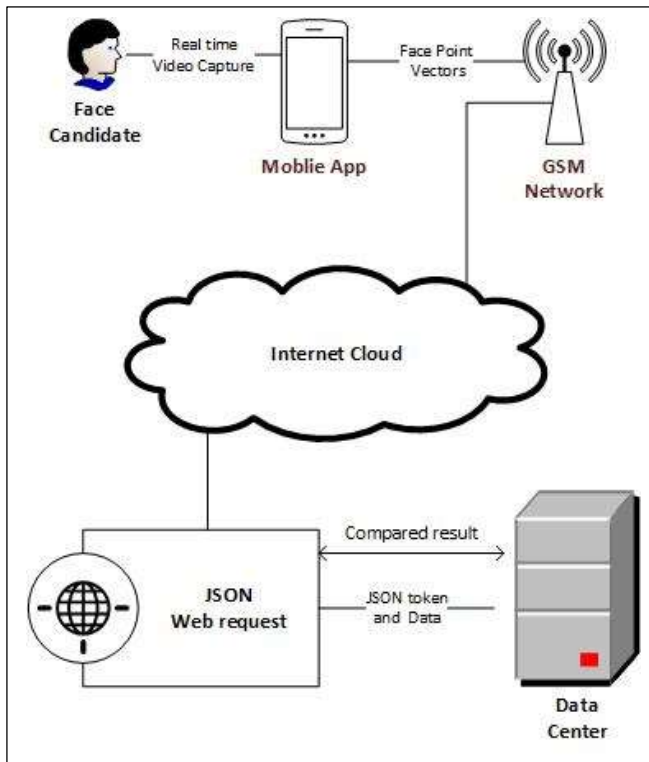 Real time
Video Capture
Face Point
Vectors
Face
Candidate
Moblie App
GSM
Network
Internet Cloud
Compared result
JSON
Web request
JSON token
and Data
Data
Center